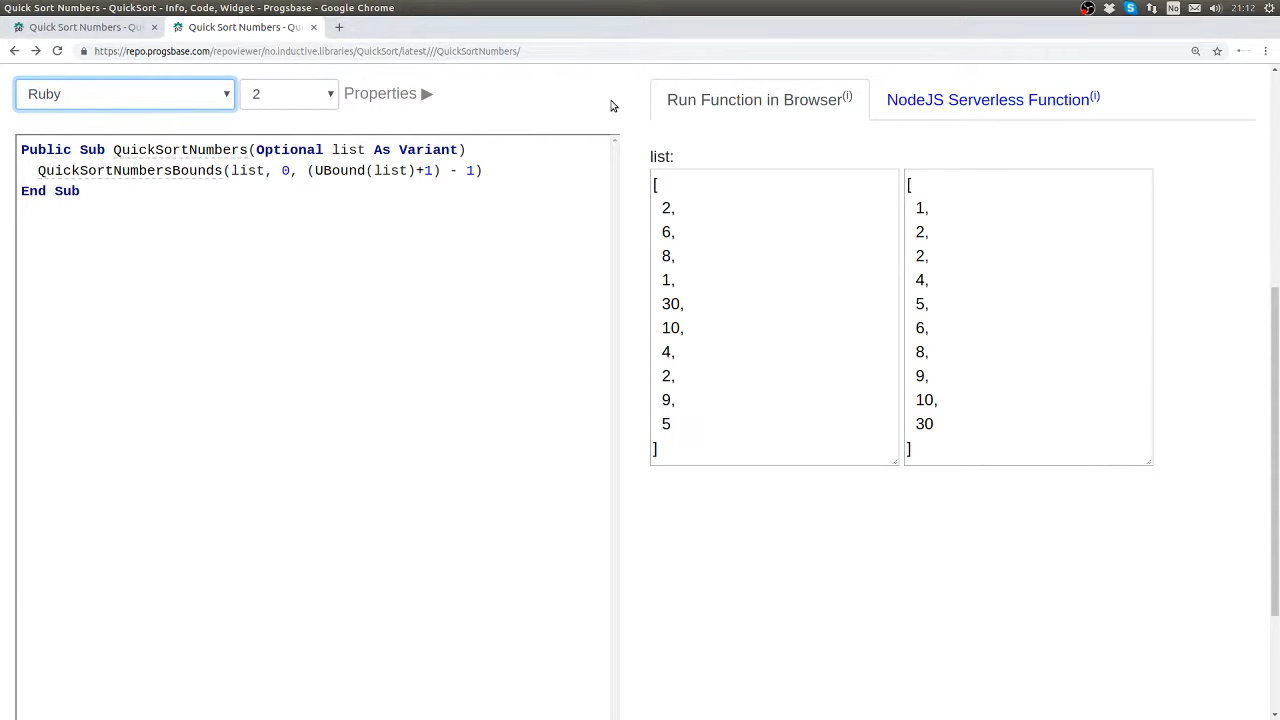 Quick Sort Numbers - QuickSort - Info, Code, Widget - Progsbase - Google Chrome
No
21:12
Quick Sort Numbers - Qu
Quick Sort Numbers - Qu
https://repo.progsbase.com/repoviewer/no.inductive.libraries/QuickSort/latest///QuickSortNumbers/
Ruby
2
Properties ▶
Run Function in Browser(i)
NodeJS Serverless Function(i)
Public Sub QuickSortNumbers(Optional list As Variant)
QuickSortNumbersBounds(list, 0, (UBound(list)+1) - 1)
End Sub
list:
[
2,
6,
8,
1,
30,
10,
4,
2,
9,
5
]
[
1,
2,
2,
4,
5,
6,
8,
9,
10,
30
]